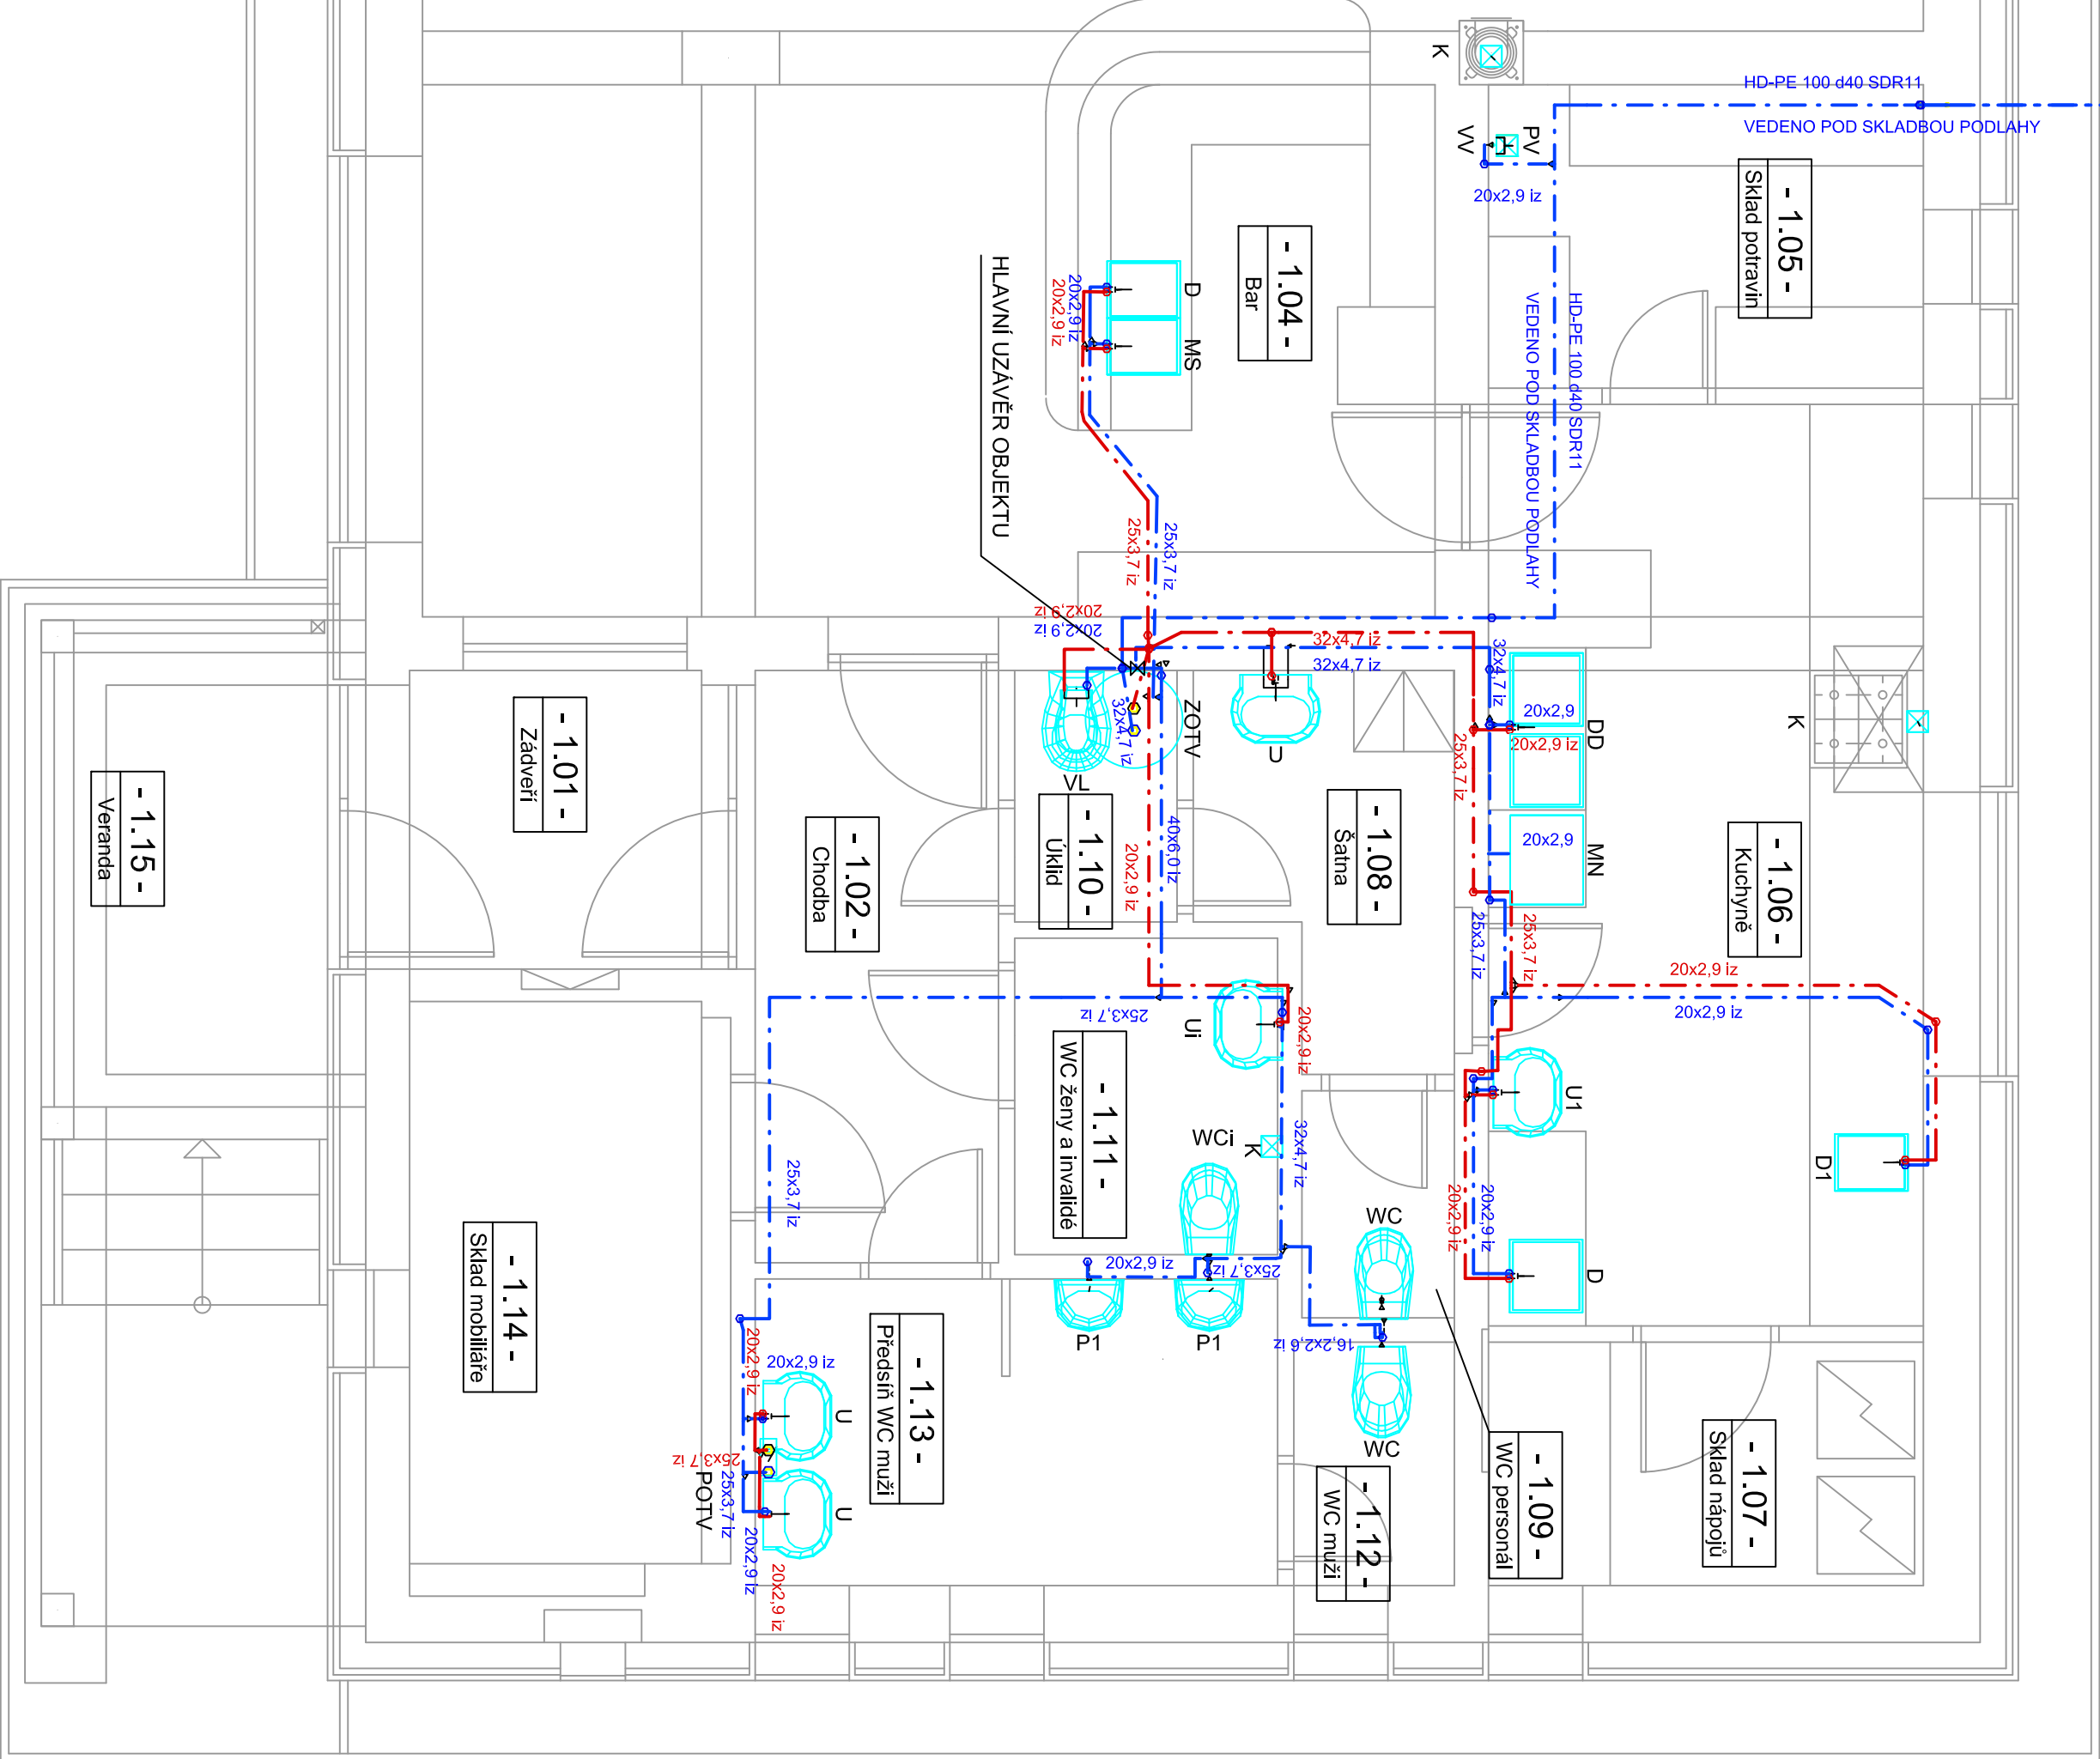 HD-PE 100 d40 SDR11
VEDENO POD SKLADBOU PODLAHY
K
VV
PV
20x2,9 iz
- 1.05 -
Sklad potravin
- 1.04 -
Bar
D
MS
20x2,9 iz
20x2,9 iz
HLAVNÍ UZÁVĚR OBJEKTU
HD-PE 100 d40 SDR11
VEDENO POD SKLADBOU PODLAHY
25x3,7 iz
25x3,7 iz
20x2,9 iz
20x2,9 iz
32x4,7 iz
32x4,7 iz
32x4,7 iz
32x4,7 iz
ZOTV
U
VL
20x2,9
DD
20x2,9 iz
25x3,7 iz
K
20x2,9
MN
- 1.01 -
Zádveří
- 1.15 -
Veranda
- 1.02 -
Chodba
- 1.10 -
Úklid
20x2,9 iz
40x6,0 iz
- 1.08 -
Šatna
- 1.06 -
Kuchyně
25x3,7 iz
25x3,7 iz
20x2,9 iz
20x2,9 iz
25x3,7 iz
Ui
20x2,9 iz
- 1.11 -
WC ženy a invalidé
WCi
K
32x4,7 iz
U1
D1
25x3,7 iz
20x2,9 iz
20x2,9 iz
WC
D
20x2,9 iz
25x3,7 iz
P1
P1
16,2x2,6 iz
WC
- 1.14 -
Sklad mobiliáře
20x2,9 iz
20x2,9 iz
U
- 1.13 -
Předsíň WC muži
25x3,7 iz
POTV
25x3,7 iz
U
20x2,9 iz
20x2,9 iz
- 1.12 -
WC muži
- 1.09 -
WC personál
- 1.07 -
Sklad nápojů